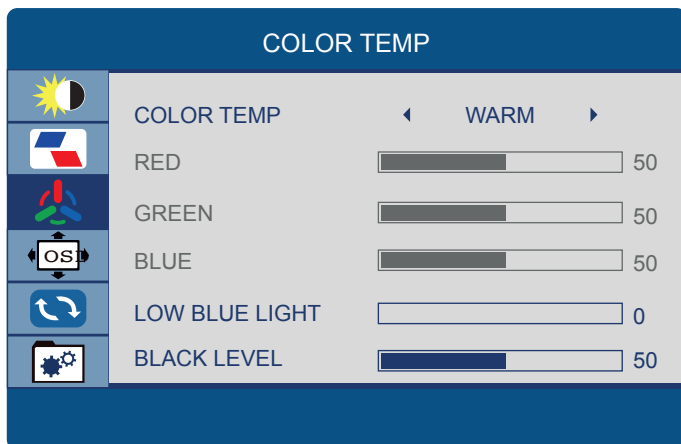 COLOR TEMP
COLOR TEMP WARM
RED 50
GREEN 50
BLUE 50
OSD
LOW BLUE LIGHT 0
BLACK LEVEL 50